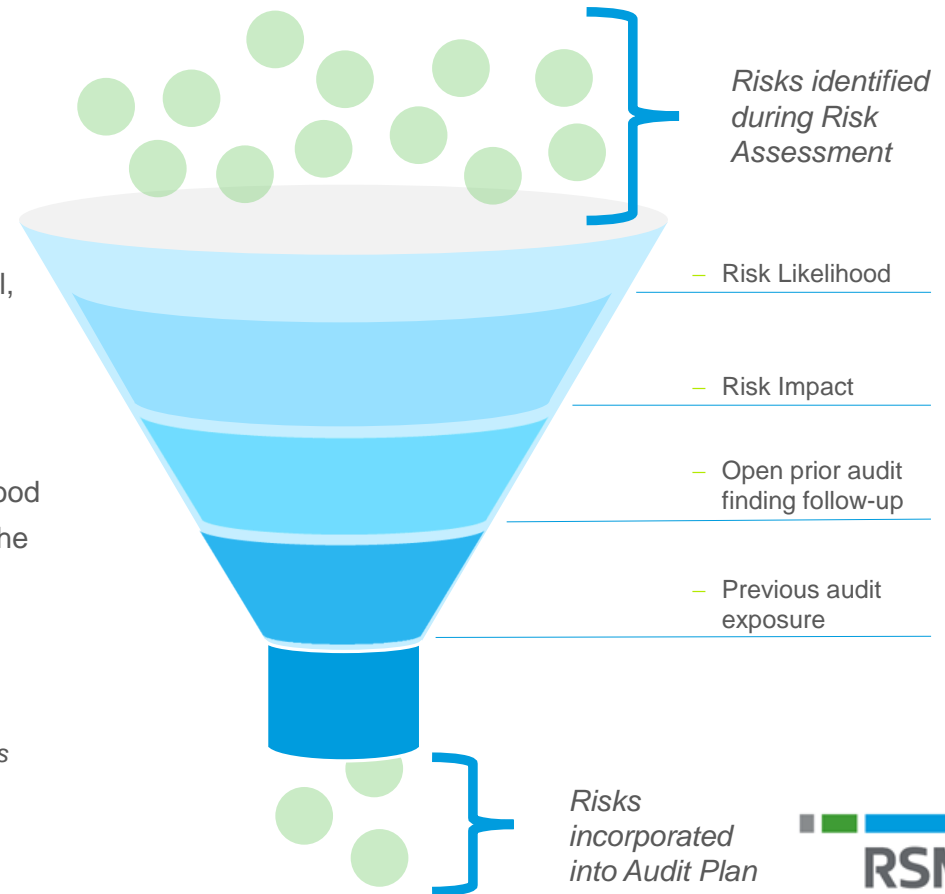 Risks identified
during Risk
Assessment
– Risk Likelihood
– Risk Impact
– Open prior audit
finding follow-up
– Previous audit
exposure
Risks
incorporated
into Audit Plan
RSM